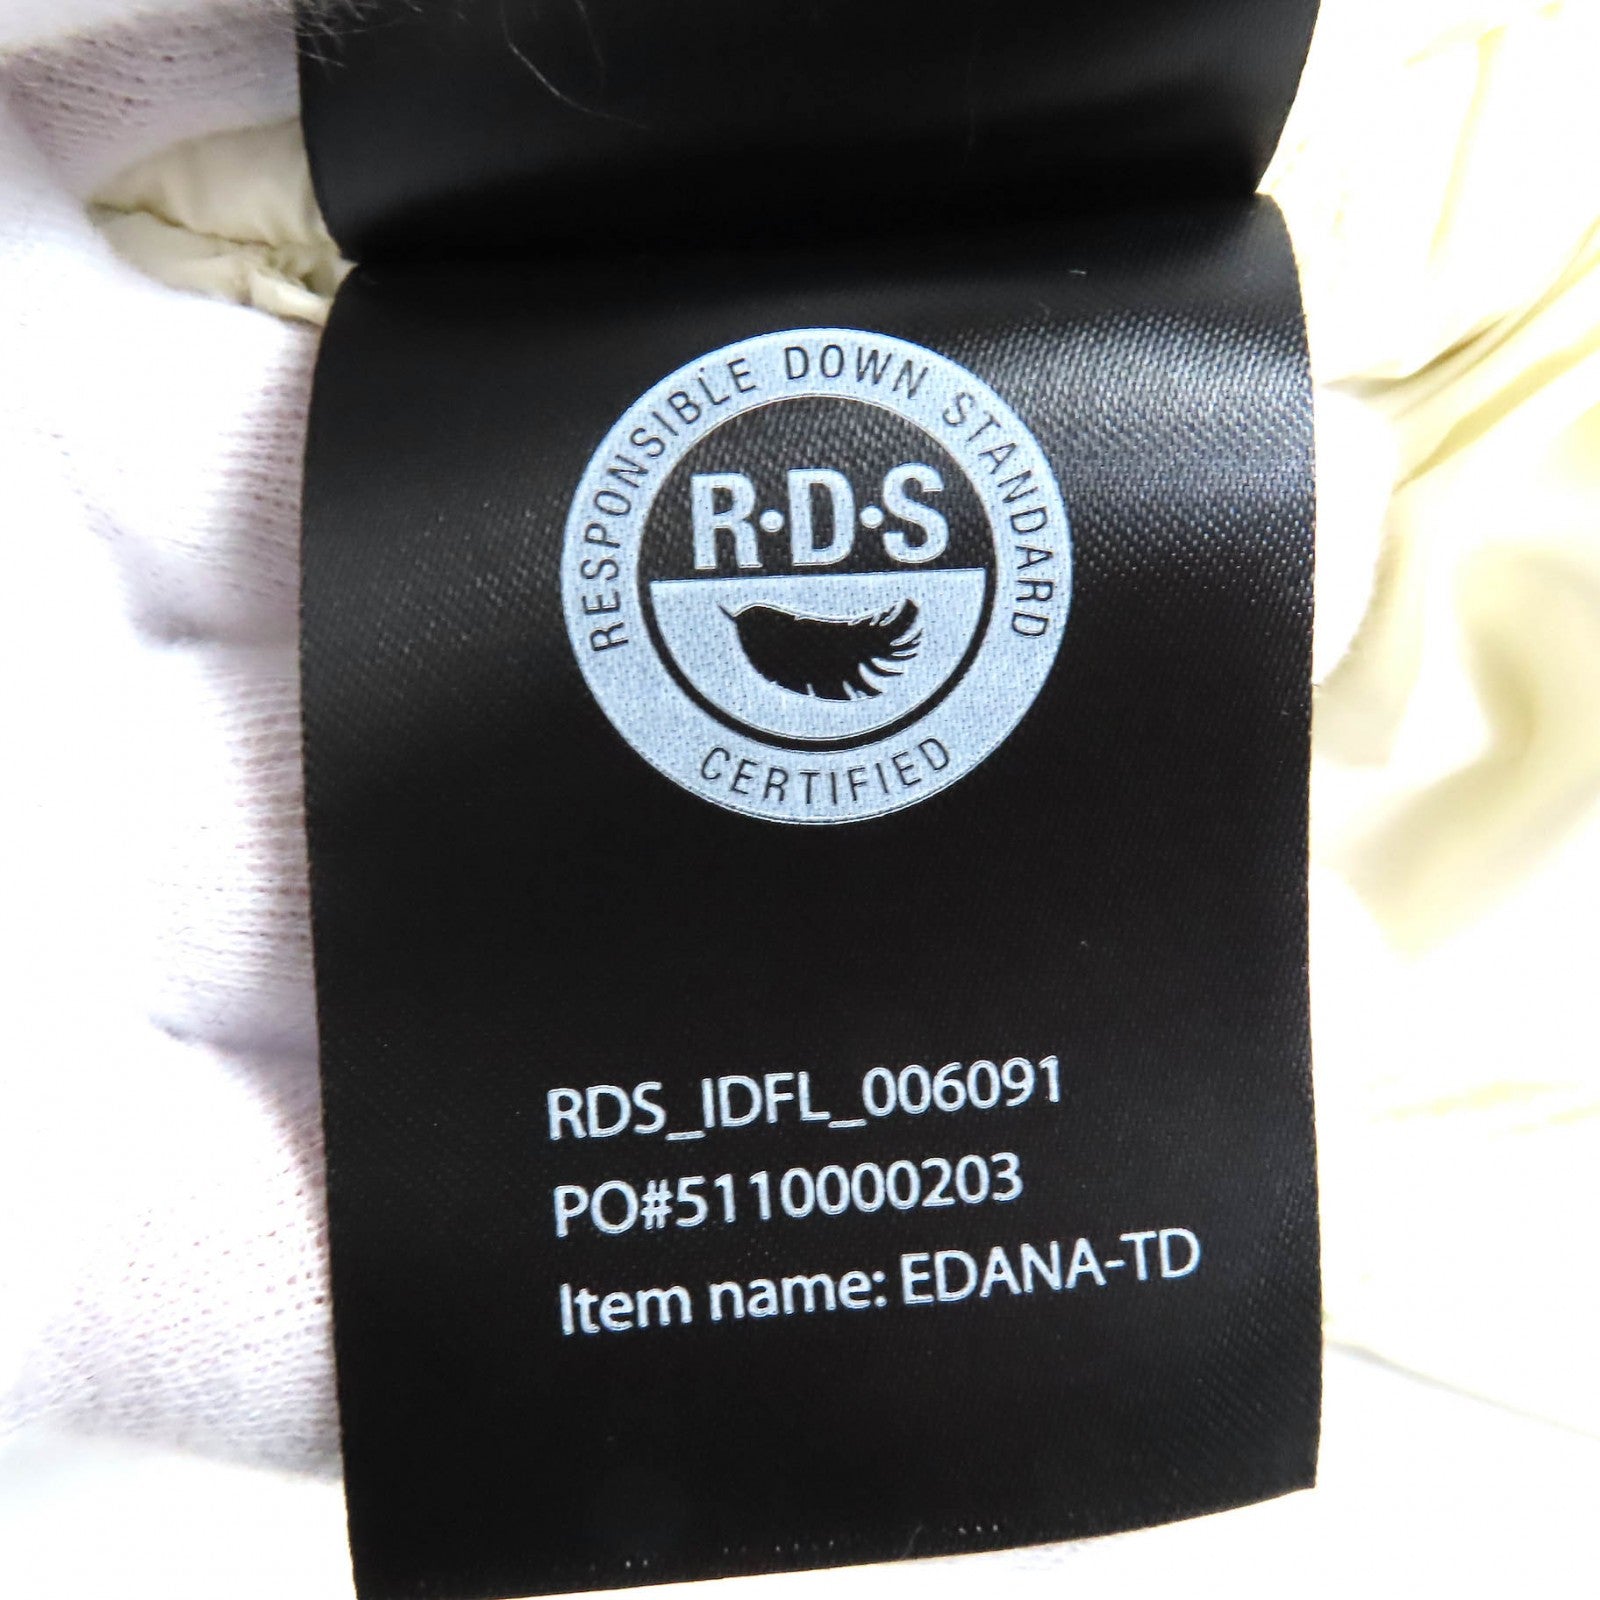 RESPONSIBLE DOWN STANDARD
R·D·S
CERTIFIED
RDS_IDFL_006091
PO#5110000203
Item name: EDANA-TD